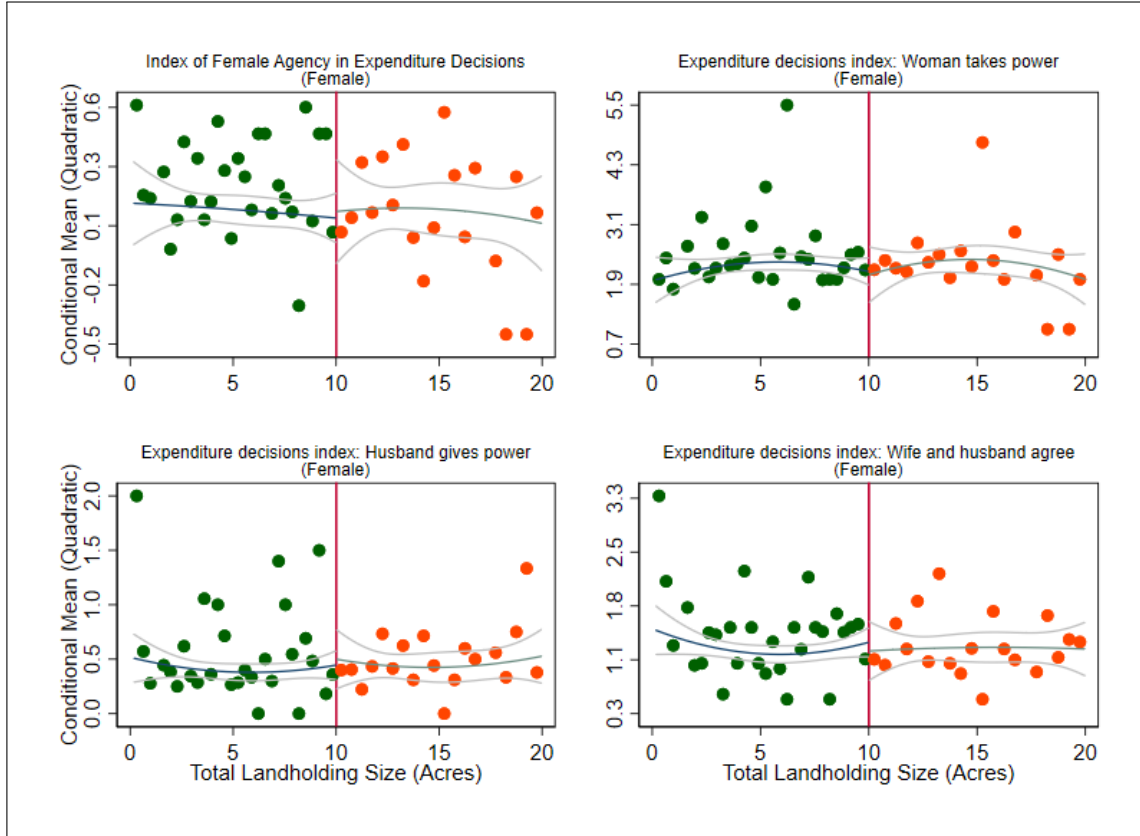 Index of Female Agency in Expenditure Decisions
(Female)
Conditional Mean (Quadratic)
0.6
0.3
0.1
-0.2
-0.5
0 5 10 15 20
Expenditure decisions index: Woman takes power
(Female)
5.5
4.3
3.1
1.9
0.7
0 5 10 15 20
Expenditure decisions index: Husband gives power
(Female)
Conditional Mean (Quadratic)
2.0
1.5
1.0
0.5
0.0
0 5 10 15 20
Total Landholding Size (Acres)
Expenditure decisions index: Wife and husband agree
(Female)
3.3
2.5
1.8
1.1
0.3
0 5 10 15 20
Total Landholding Size (Acres)